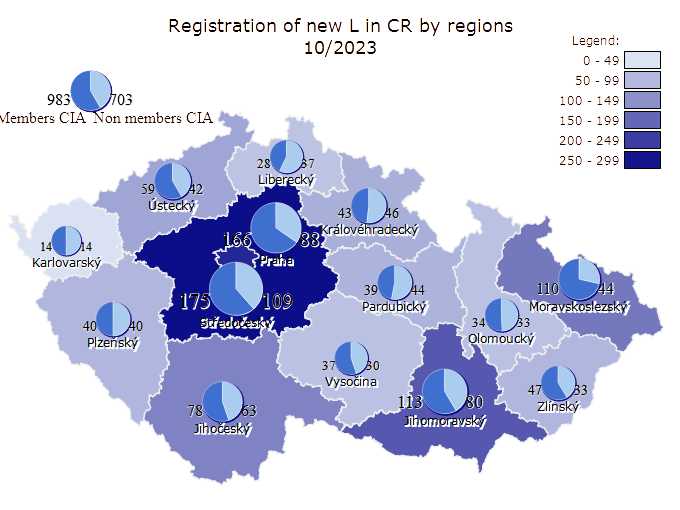 Registration of new L in CR by regions
10/2023
Legend:
0 - 49
50 - 99
100 - 149
150 - 199
200 - 249
250 - 299
983 703
Members CIA Non members CIA
28 37
Liberecký
59 42
Ústecký
43 46
Královéhradecký
166 88
Praha
14 14
Karlovarský
175 109
Středočeský
39 44
Pardubický
110 44
Moravskoslezský
40 40
Plzeňský
34 33
Olomoucký
37 30
Vysočina
47 33
Zlínský
78 63
Jihočeský
113 80
Jihomoravský